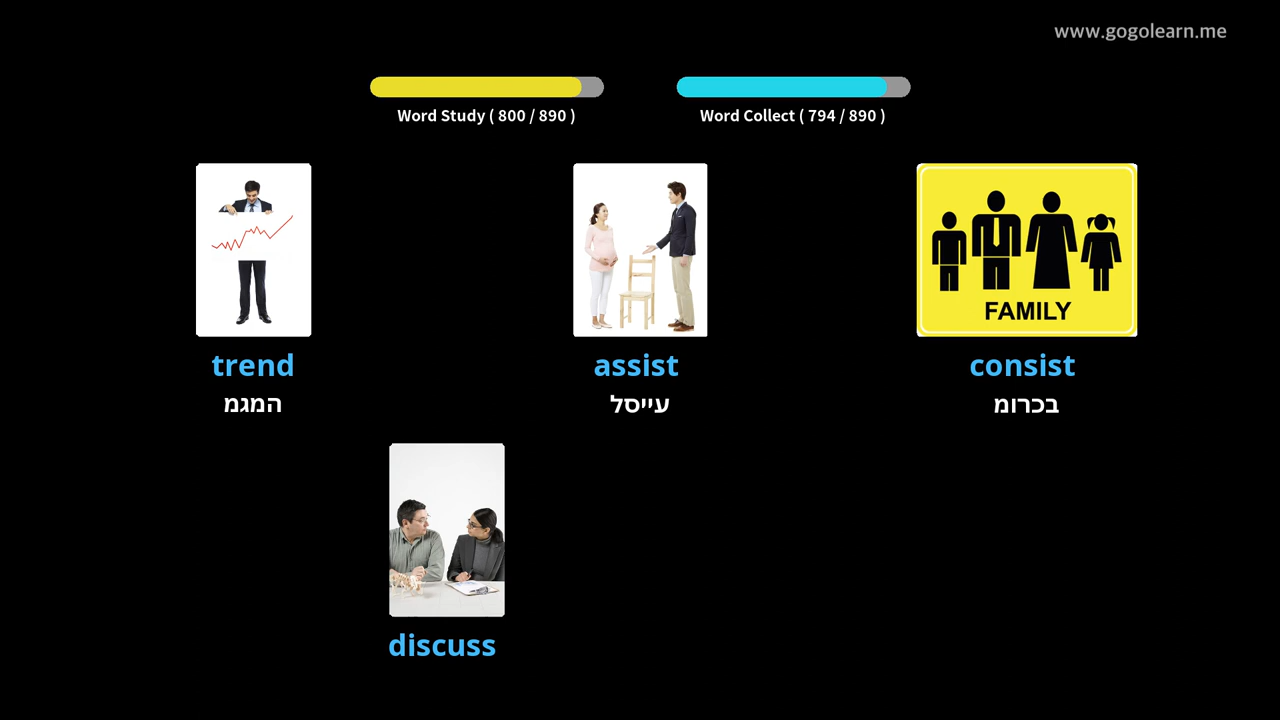 www.gogolearn.me
Word Study ( 800 / 890 )
Word Collect ( 794 / 890 )
FAMILY
trend
המגמ
assist
עייסל
consist
בכרומ
discuss